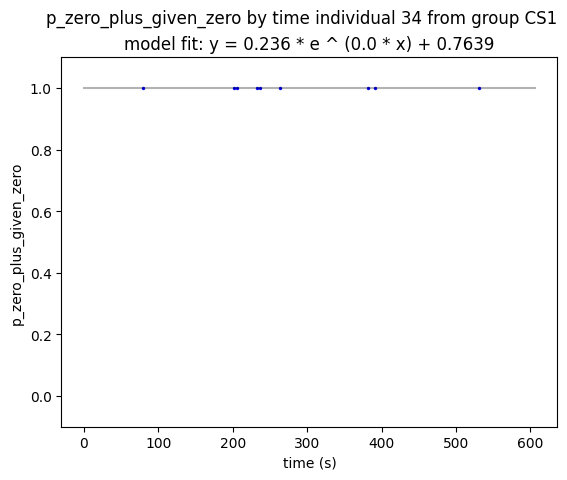 p_zero_plus_given_zero by time individual 34 from group CS1
model fit: y = 0.236 * e ^ (0.0 * x) + 0.7639
1.0
0.8
0.6
0.4
0.2
0.0
p_zero_plus_given_zero
0 100 200 300 400 500 600
time (s)